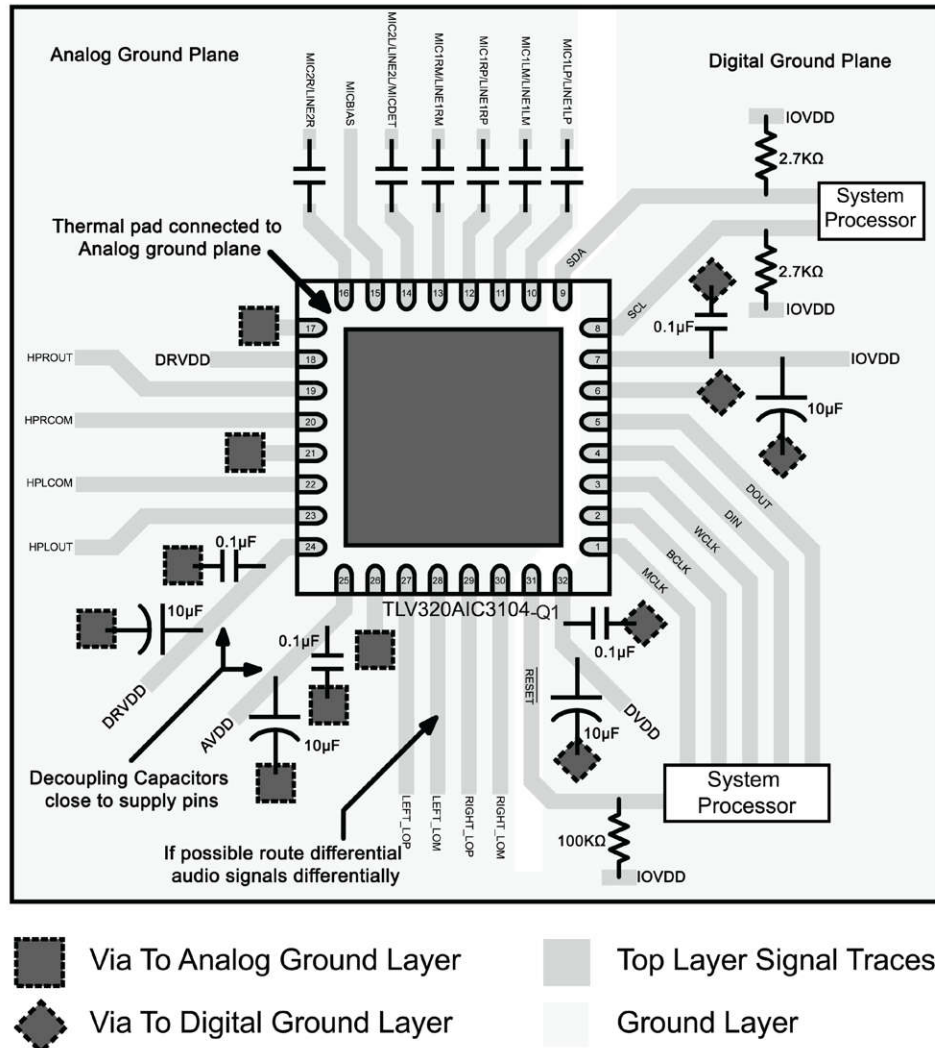 Analog Ground Plane
Digital Ground Plane
MIC2R/LINE2R
MICBIAS
MIC2L/LINE2L/MICDET
MIC1RM/LINE1RM
MIC1RP/LINE1RP
MIC1LM/LINE1LM
MIC1LP/LINE1LP
IOVDD
2.7KΩ
System
Processor
Thermal pad connected to
Analog ground plane
SDA
SCL
2.7KΩ
IOVDD
0.1µF
16
15
14
13
12
11
10
9
17
18
19
20
21
22
23
24
8
7
6
5
4
3
2
1
DRVDD
HPROUT
HPRCOM
HPLCOM
HPLOUT
IOVDD
10µF
DOUT
DIN
WCLK
BCLK
MCLK
0.1µF
25
26
27
28
29
30
31
32
TLV320AIC3104-Q1
10µF
0.1µF
0.1µF
DRVDD
AVDD
10µF
RESET
10µF
DVDD
Decoupling Capacitors
close to supply pins
LEFT_LOP
LEFT_LOM
RIGHT_LOP
RIGHT_LOM
System
Processor
If possible route differential
audio signals differentially
100KΩ
IOVDD
Via To Analog Ground Layer
Top Layer Signal Traces
Via To Digital Ground Layer
Ground Layer